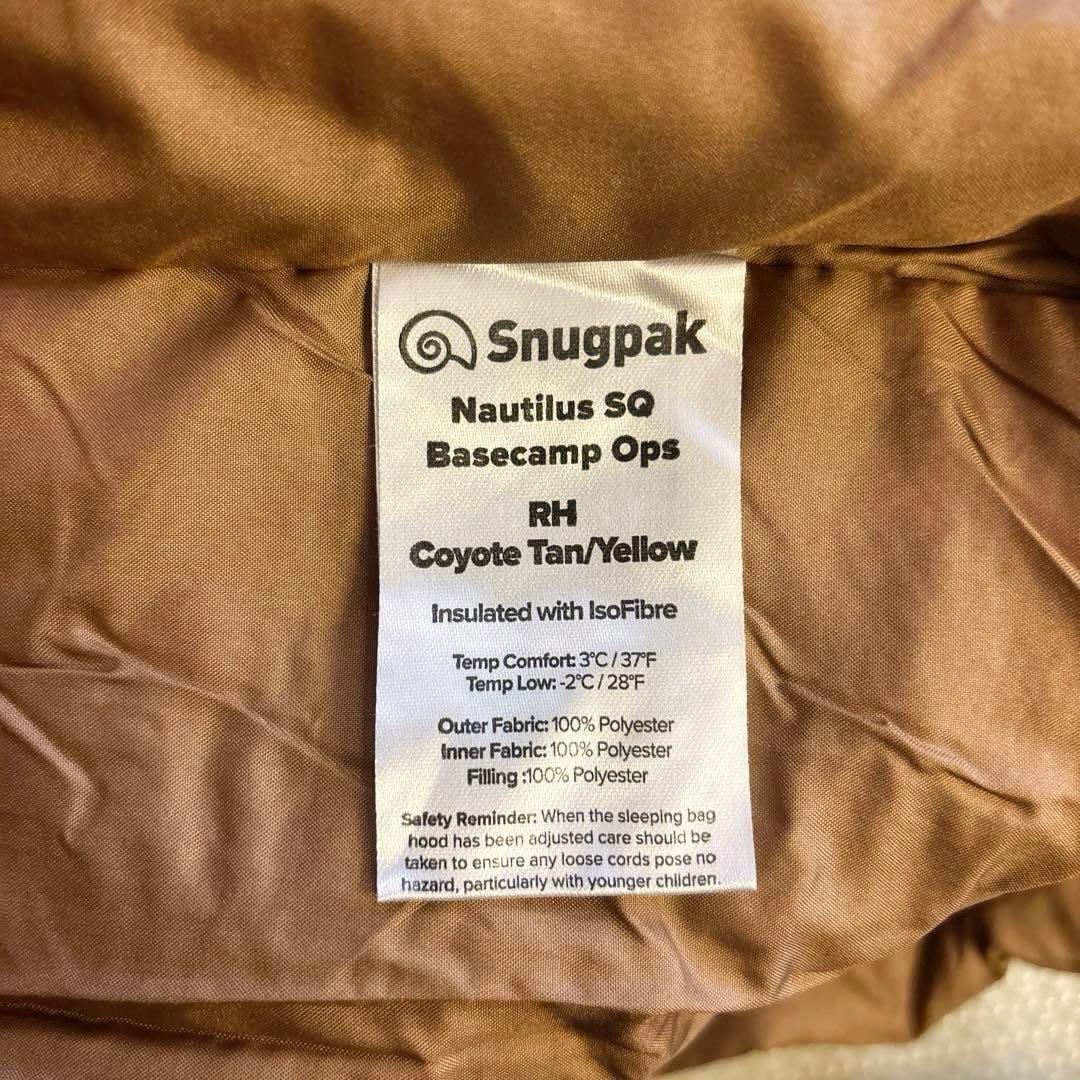 Snugpak
Nautilus SQ
Basecamp Ops
RH
Coyote Tan/Yellow
Insulated with IsoFibre
Temp Comfort: 3°C / 37°F
Temp Low: -2°C / 28°F
Outer Fabric: 100% Polyester
Inner Fabric: 100% Polyester
Filling :100% Polyester
Safety Reminder: When the sleeping bag
hood has been adjusted care should be
taken to ensure any loose cords pose no
hazard, particularly with younger children.